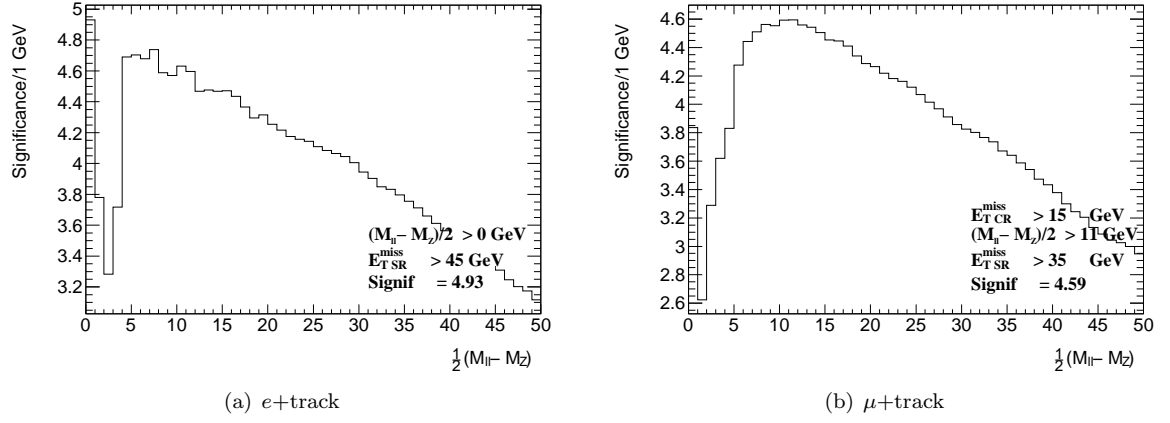 Significance/1 GeV
5
4.8
4.6
4.4
4.2
4
3.8
3.6
3.4
3.2
0 5 10 15 20 25 30 35 40 45 50
(M_ll − M_Z)/2 > 0 GeV
E_T SR^miss > 45 GeV
Signif = 4.93
½(M_ll − M_Z)
(a) e+track
Significance/1 GeV
4.6
4.4
4.2
4
3.8
3.6
3.4
3.2
3
2.8
2.6
0 5 10 15 20 25 30 35 40 45 50
E_T CR^miss > 15 GeV
(M_ll − M_Z)/2 > 11 GeV
E_T SR^miss > 35 GeV
Signif = 4.59
½(M_ll − M_Z)
(b) μ+track